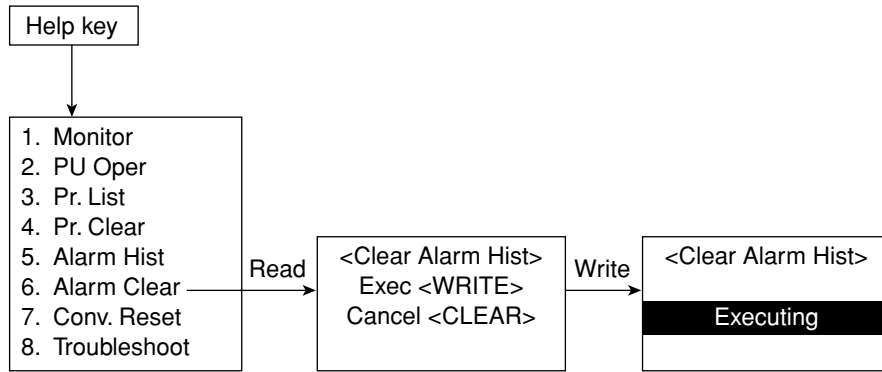 Help key
1. Monitor
2. PU Oper
3. Pr. List
4. Pr. Clear
5. Alarm Hist
6. Alarm Clear
7. Conv. Reset
8. Troubleshoot
Read
<Clear Alarm Hist>
Exec <WRITE>
Cancel <CLEAR>
Write
<Clear Alarm Hist>
Executing